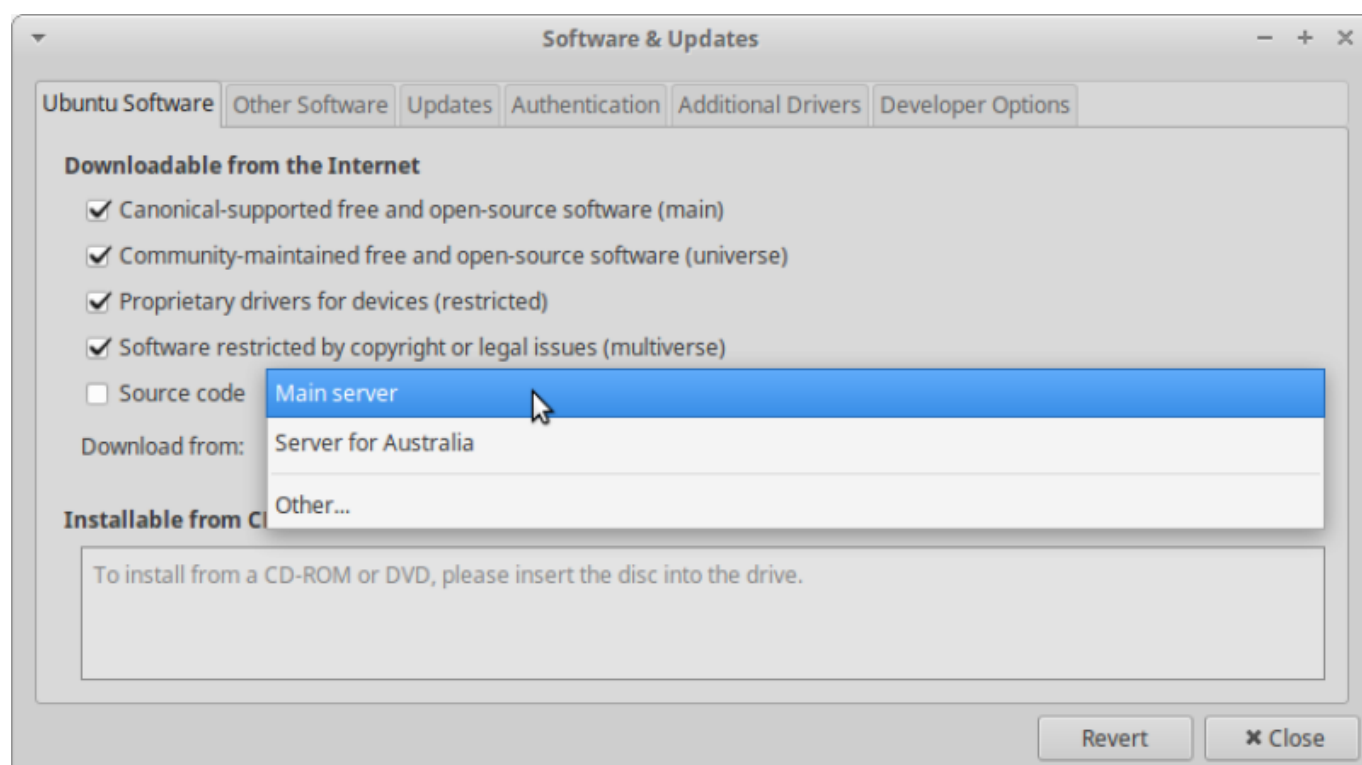 Software & Updates
Ubuntu Software Other Software Updates Authentication Additional Drivers Developer Options
Downloadable from the Internet
Canonical-supported free and open-source software (main)
Community-maintained free and open-source software (universe)
Proprietary drivers for devices (restricted)
Software restricted by copyright or legal issues (multiverse)
Source code
Main server
Download from:
Server for Australia
Other...
Installable from
To install from a CD-ROM or DVD, please insert the disc into the drive.
Revert
Close